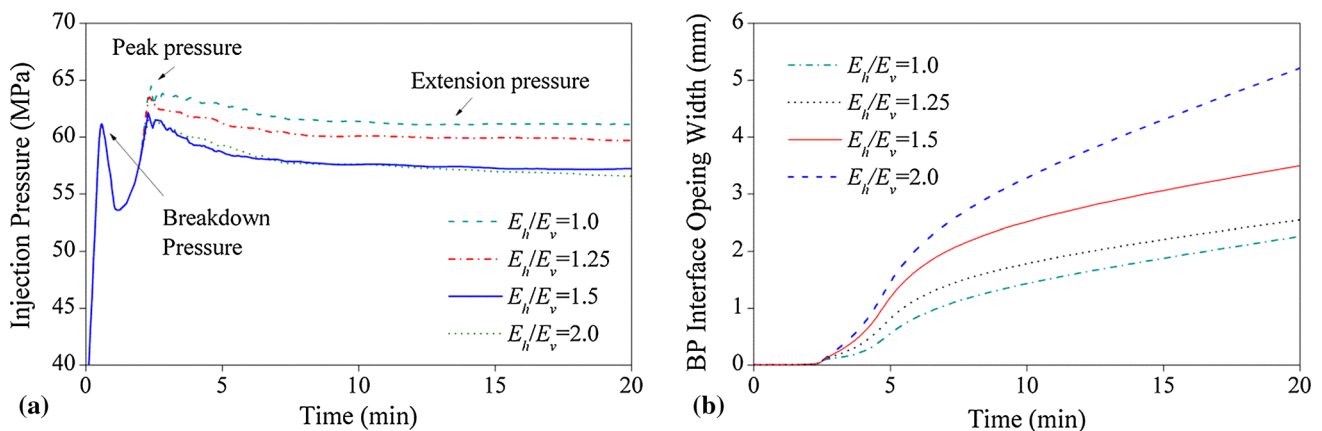 70
65
60
55
50
45
40
Injection Pressure (MPa)
Peak pressure
Extension pressure
Breakdown
Pressure
Eh/Ev=1.0
Eh/Ev=1.25
Eh/Ev=1.5
Eh/Ev=2.0
0 5 10 15 20
(a)
Time (min)
6
5
4
3
2
1
0
BP Interface Opeing Width (mm)
Eh/Ev=1.0
Eh/Ev=1.25
Eh/Ev=1.5
Eh/Ev=2.0
0 5 10 15 20
(b)
Time (min)